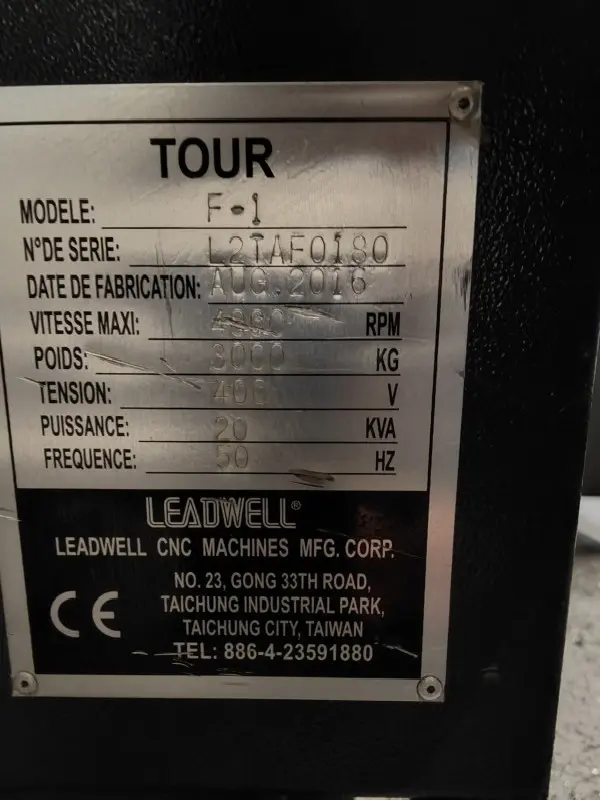 TOUR
MODELE: F-1
N°DE SERIE: L2TAF0180
DATE DE FABRICATION: AUG.2016
VITESSE MAXI: RPM
POIDS: 3000 KG
TENSION: V
PUISSANCE: 20 KVA
FREQUENCE: 50 HZ
LEADWELL®
LEADWELL CNC MACHINES MFG. CORP.
NO. 23, GONG 33TH ROAD,
TAICHUNG INDUSTRIAL PARK,
CE
TAICHUNG CITY, TAIWAN
TEL: 886-4-23591880